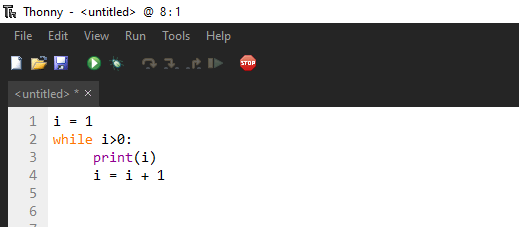 Thonny - <untitled> @ 8:1
File Edit View Run Tools Help
STOP
<untitled> * ×
1 i = 1
2 while i>0:
3     print(i)
4     i = i + 1
5
6
7